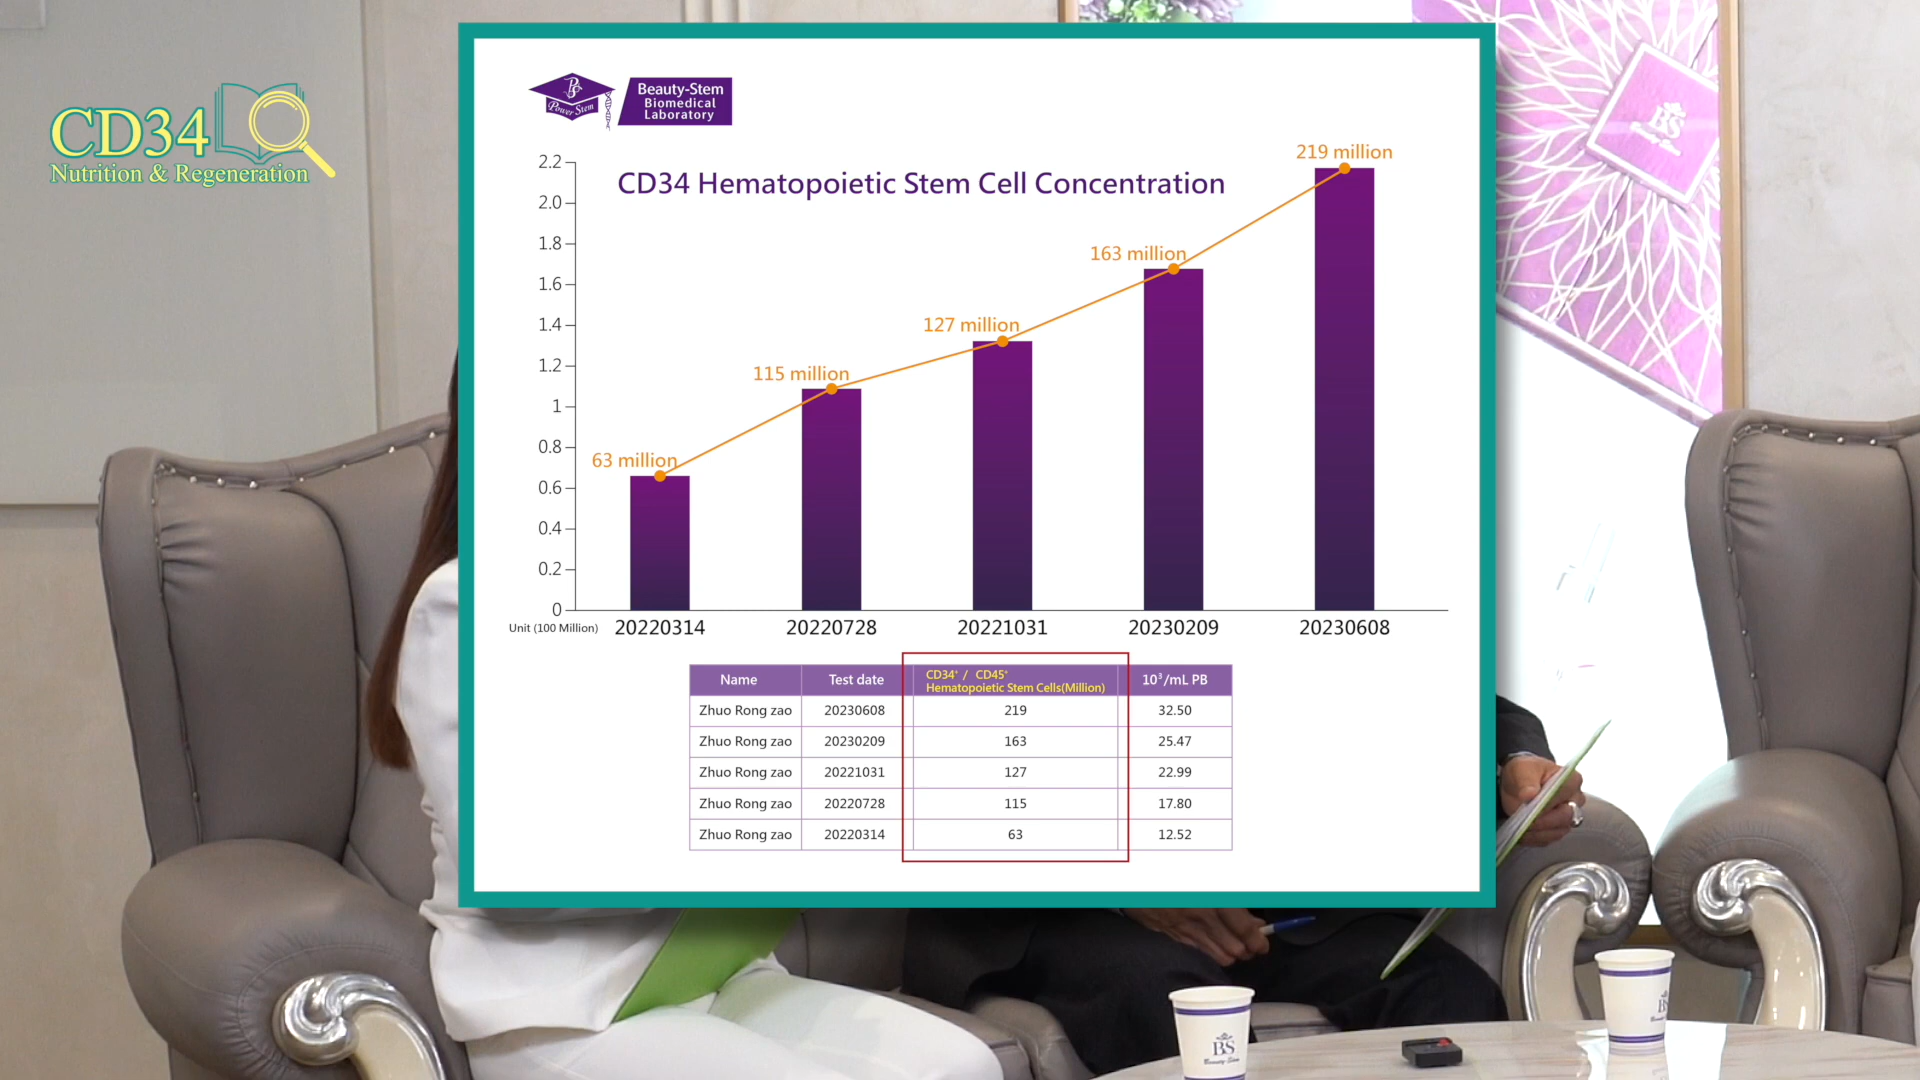 CD34
Nutrition & Regeneration
Power Stem
Beauty-Stem
Biomedical
Laboratory
CD34 Hematopoietic Stem Cell Concentration
2.2
2.0
1.8
1.6
1.4
1.2
1
0.8
0.6
0.4
0.2
0
63 million
115 million
127 million
163 million
219 million
Unit (100 Million)
20220314 20220728 20221031 20230209 20230608
Name Test date CD34⁺ / CD45⁺ Hematopoietic Stem Cells(Million) 10³/mL PB
Zhuo Rong zao 20230608 219 32.50
Zhuo Rong zao 20230209 163 25.47
Zhuo Rong zao 20221031 127 22.99
Zhuo Rong zao 20220728 115 17.80
Zhuo Rong zao 20220314 63 12.52
BS
BS
Beauty-Stem